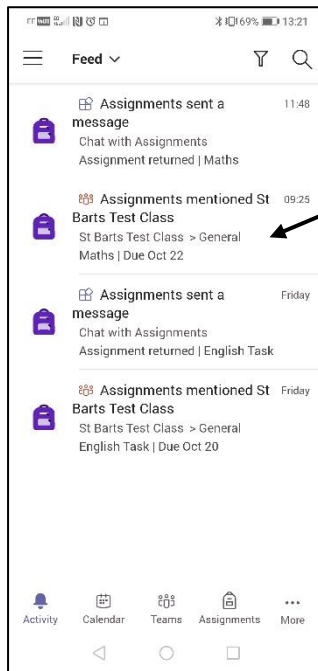 69% 13:21
Feed
Assignments sent a 11:48
message
Chat with Assignments
Assignment returned | Maths
Assignments mentioned St 09:25
Barts Test Class
St Barts Test Class > General
Maths | Due Oct 22
Assignments sent a Friday
message
Chat with Assignments
Assignment returned | English Task
Assignments mentioned St Friday
Barts Test Class
St Barts Test Class > General
English Task | Due Oct 20
Activity Calendar Teams Assignments More